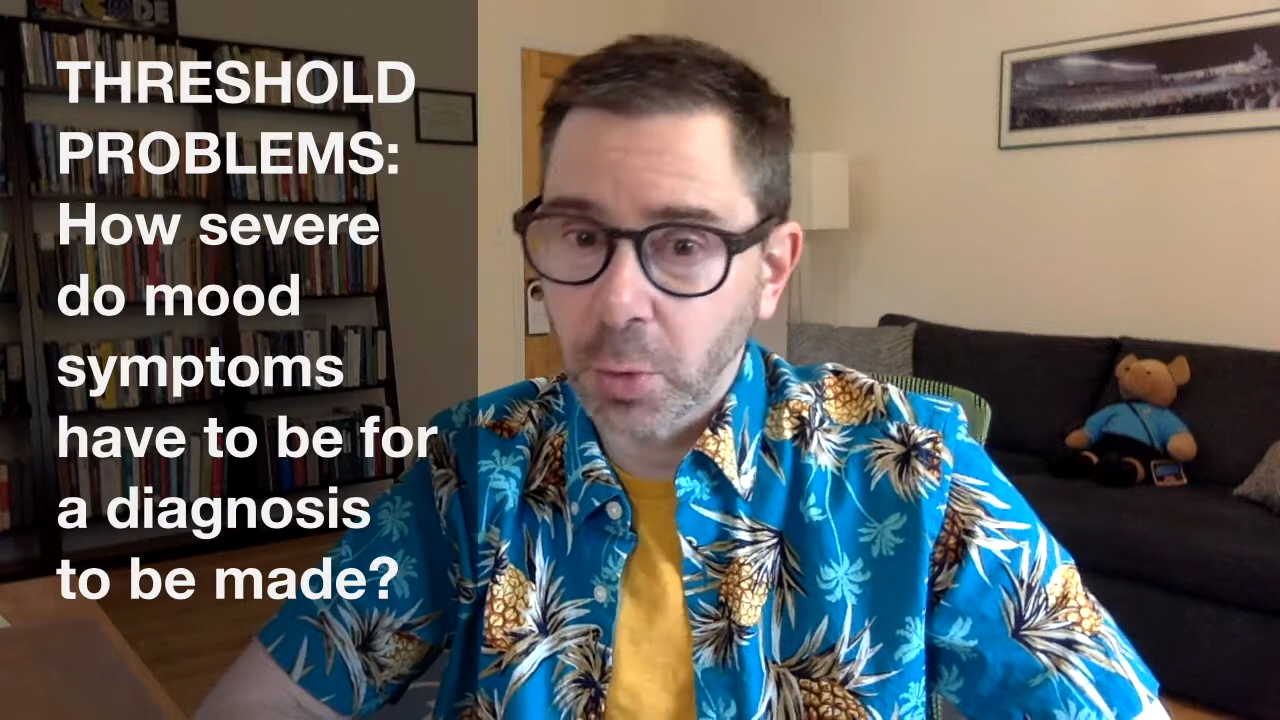 THRESHOLD
PROBLEMS:
How severe
do mood
symptoms
have to be for
a diagnosis
to be made?